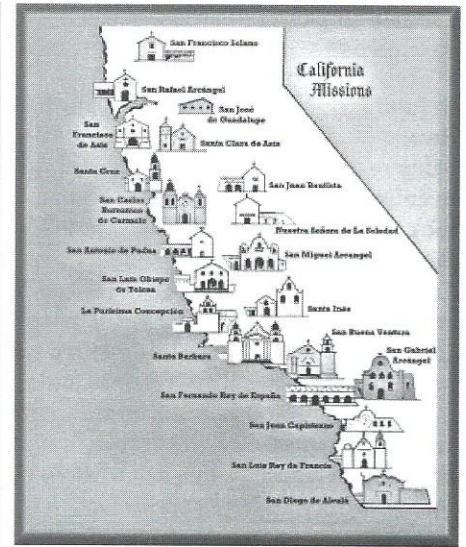 San Francisco Solano
California
Missions
San Rafael Arcángel
San José
de Guadalupe
San
Francisco
de Asis
Santa Clara de Asis
Santa Cruz
San Juan Bautista
San Carlos
Borromeo
de Carmelo
Nuestra Señora de La Soledad
San Antonio de Padua
San Miguel Arcangel
San Luis Obispo
de Tolosa
Santa Inés
La Purisima Concepción
San Buena Ventura
Santa Barbara
San Gabriel
Arcángel
San Fernando Rey de España
San Juan Capistrano
San Luis Rey de Francia
San Diego de Alcalá